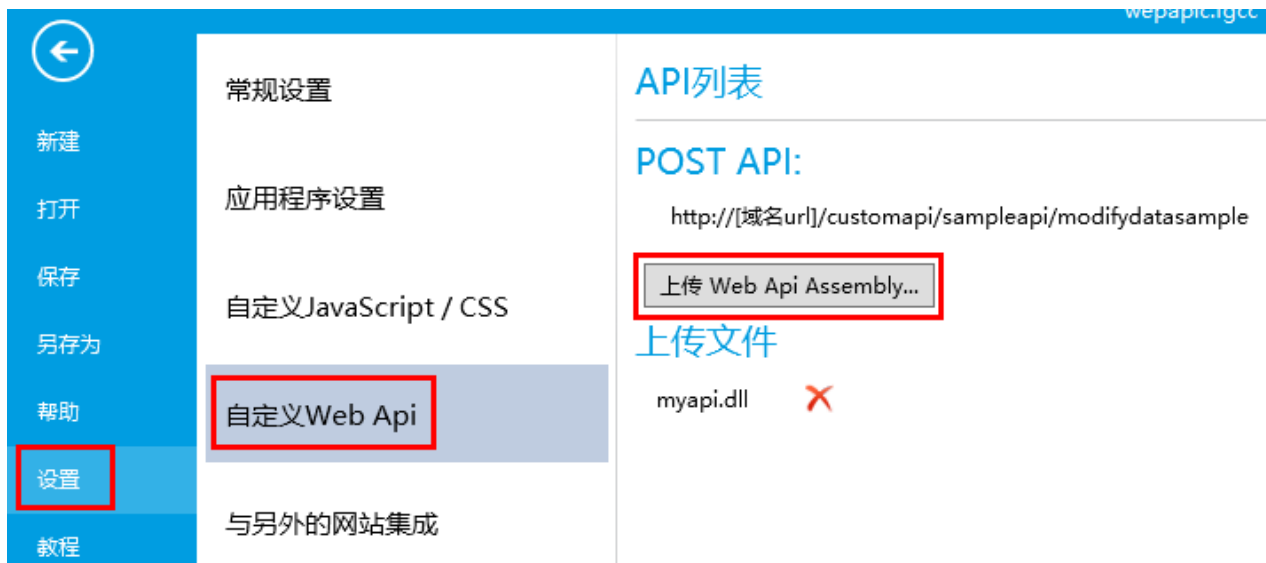 wepapic.fgcc
新建
打开
保存
另存为
帮助
设置
教程
常规设置
应用程序设置
自定义JavaScript / CSS
自定义Web Api
与另外的网站集成
API列表
POST API:
http://[域名url]/customapi/sampleapi/modifydatasample
上传 Web Api Assembly...
上传文件
myapi.dll